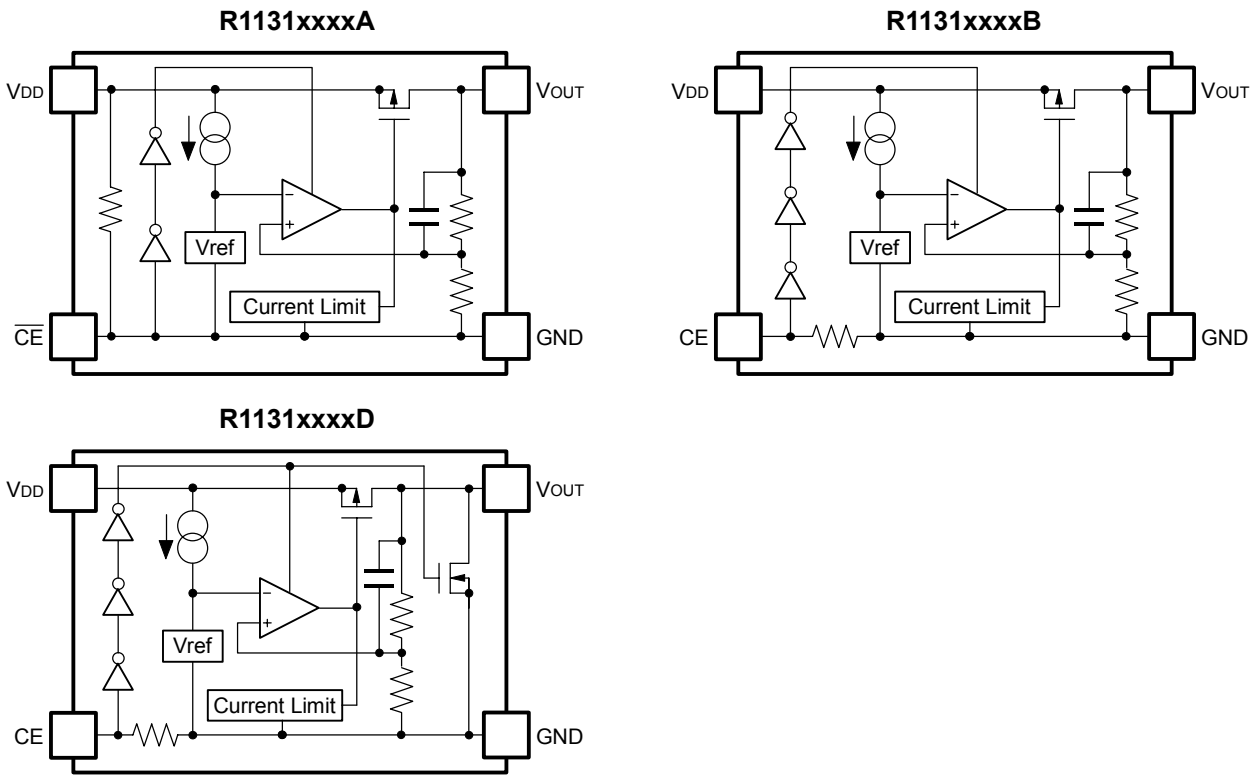 R1131xxxxA
VDD
VOUT
−
+
Vref
Current Limit
CE
GND
R1131xxxxB
VDD
VOUT
−
+
Vref
Current Limit
CE
GND
R1131xxxxD
VDD
VOUT
−
+
Vref
Current Limit
CE
GND